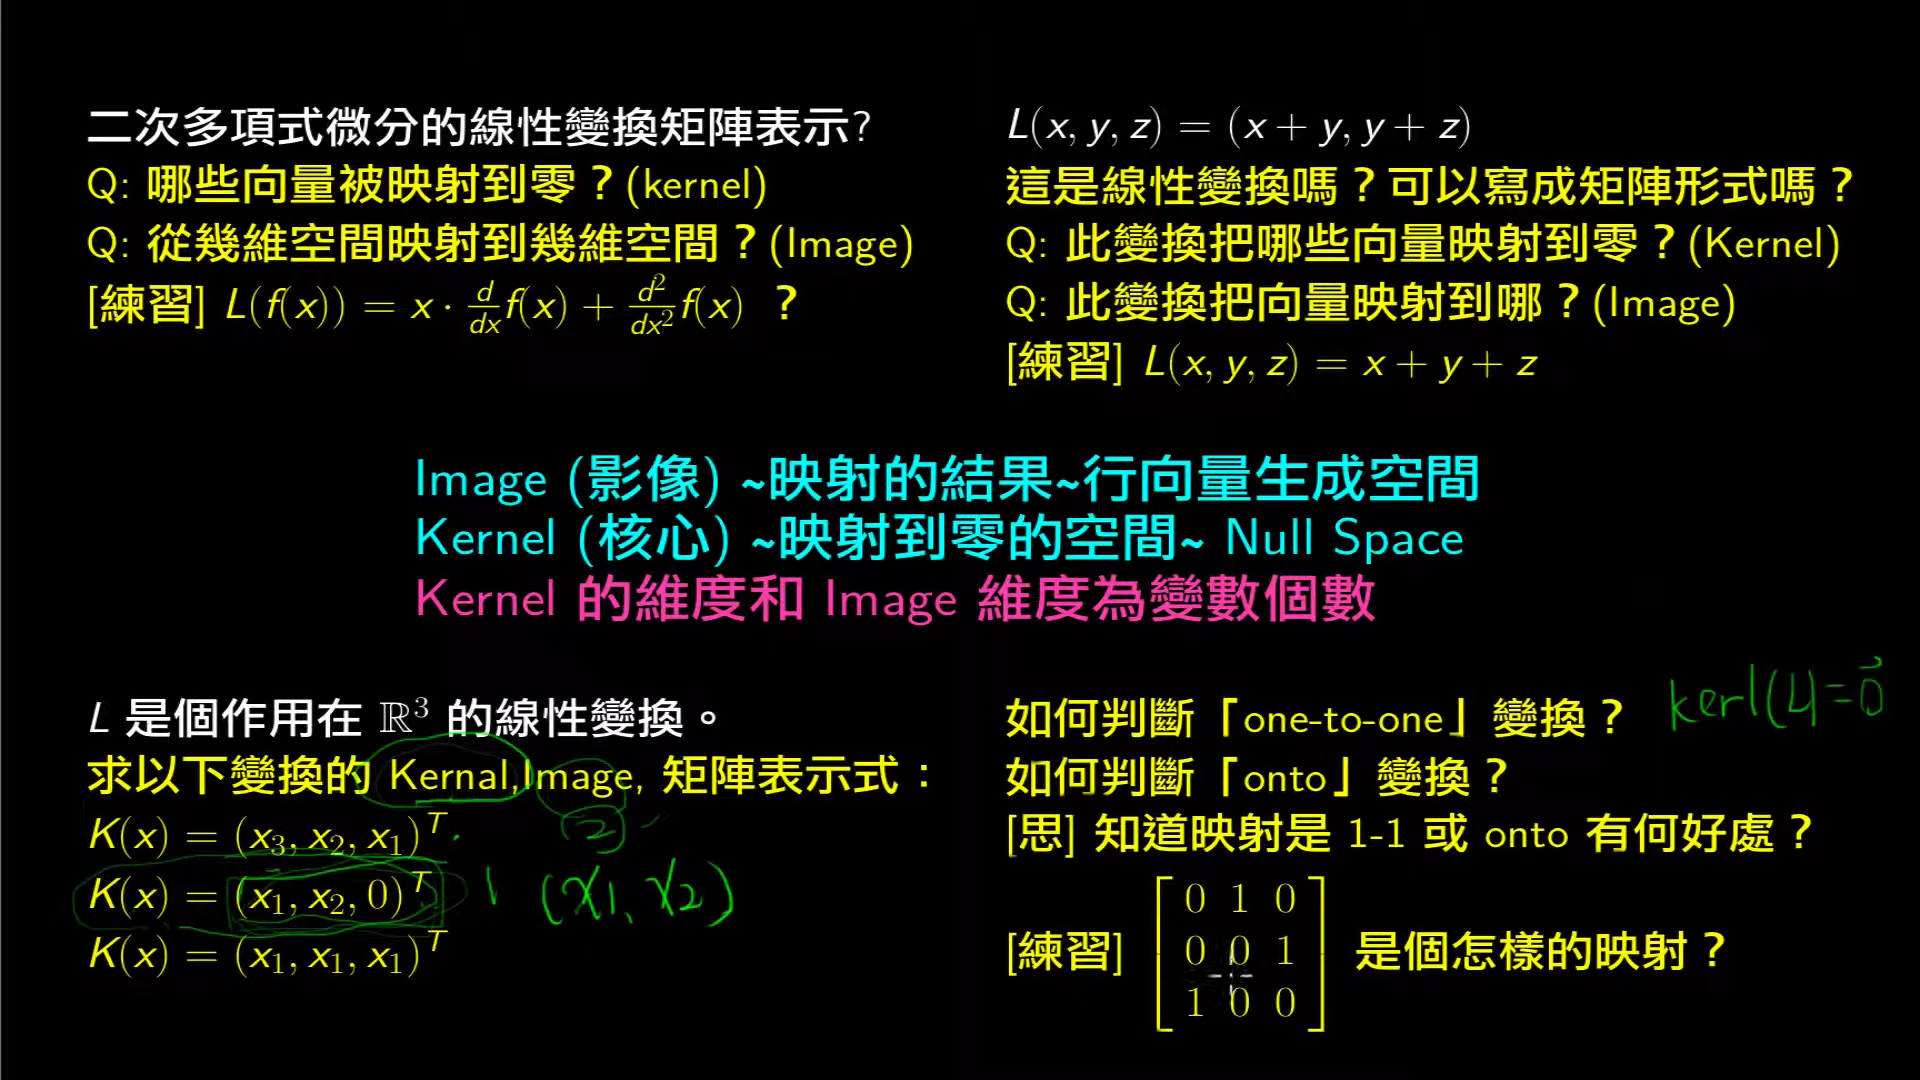 二次多項式微分的線性變換矩陣表示?
Q: 哪些向量被映射到零？(kernel)
Q: 從幾維空間映射到幾維空間？(Image)
[練習] L(f(x)) = x · d/dx f(x) + d²/dx² f(x) ？
L(x, y, z) = (x + y, y + z)
這是線性變換嗎？可以寫成矩陣形式嗎？
Q: 此變換把哪些向量映射到零？(Kernel)
Q: 此變換把向量映射到哪？(Image)
[練習] L(x, y, z) = x + y + z
Image (影像) ~映射的結果~行向量生成空間
Kernel (核心) ~映射到零的空間~ Null Space
Kernel 的維度和 Image 維度為變數個數
L 是個作用在 ℝ³ 的線性變換。
求以下變換的 Kernal,Image, 矩陣表示式：
K(x) = (x₃, x₂, x₁)ᵀ
(2)
K(x) = (x₁, x₂, 0)ᵀ
(x1, x2)
K(x) = (x₁, x₁, x₁)ᵀ
如何判斷「one-to-one」變換？
kerl(L)=0⃗
如何判斷「onto」變換？
[思] 知道映射是 1-1 或 onto 有何好處？
0 1 0
[練習] 0 0 1 是個怎樣的映射？
1 0 0